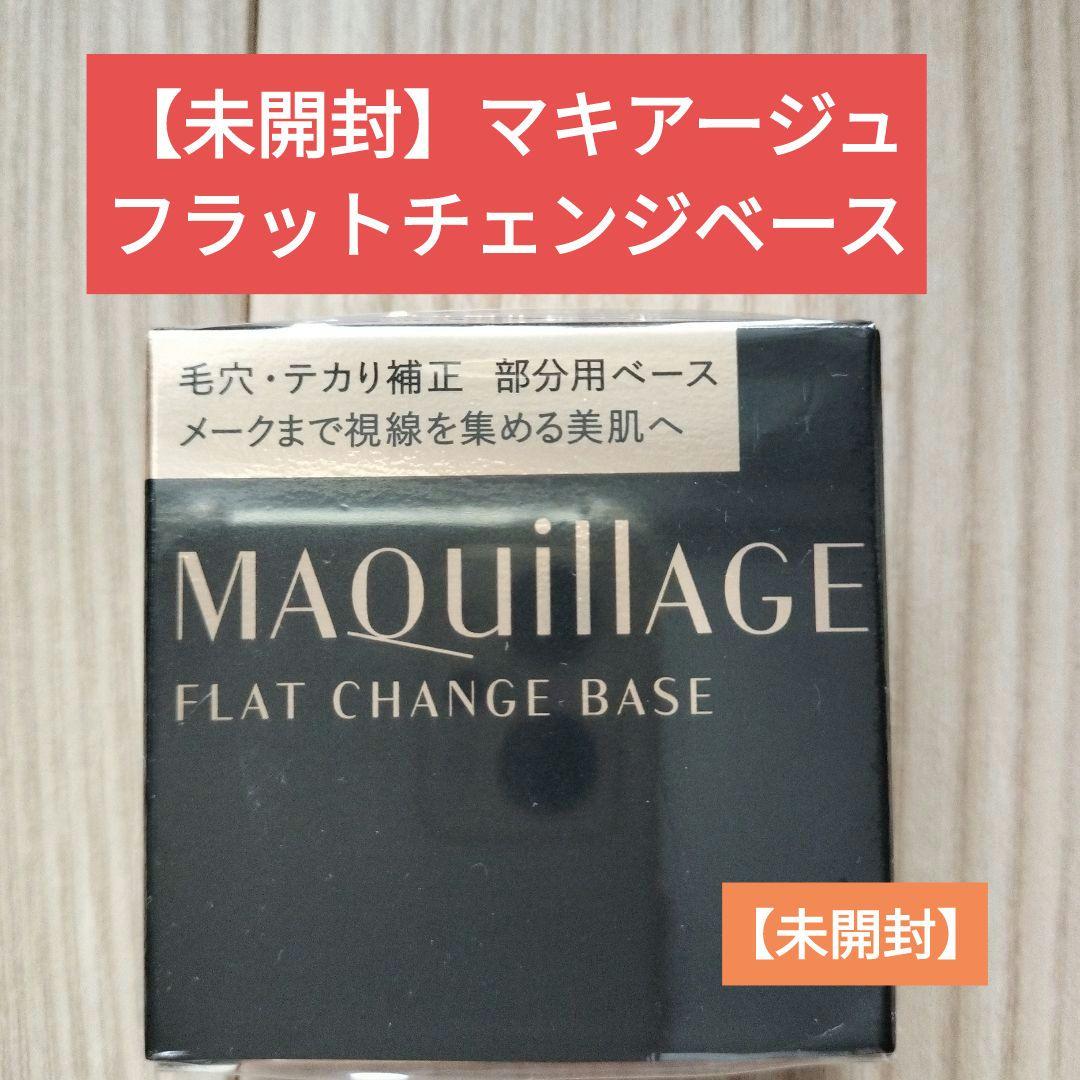 【未開封】マキアージュ
フラットチェンジベース
毛穴・テカり補正 部分用ベース
メークまで視線を集める美肌へ
MAQuillAGE
FLAT CHANGE BASE
【未開封】